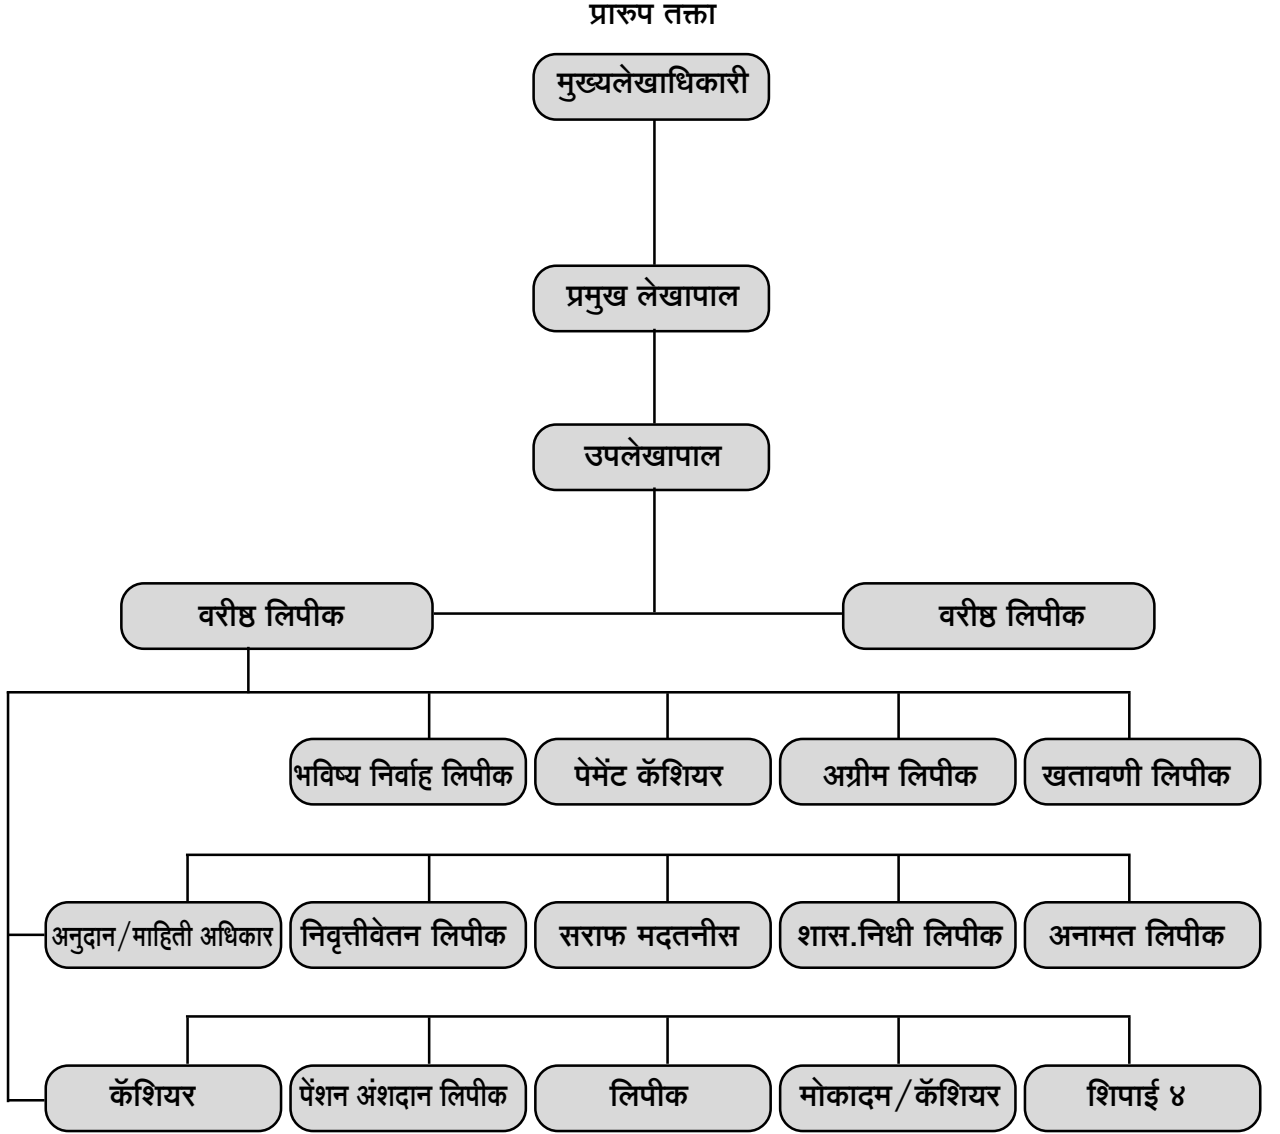 प्रारुप तक्ता
मुख्यलेखाधिकारी
प्रमुख लेखापाल
उपलेखापाल
वरीष्ठ लिपीक
वरीष्ठ लिपीक
भविष्य निर्वाह लिपीक
पेमेंट कॅशियर
अग्रीम लिपीक
खतावणी लिपीक
अनुदान/माहिती अधिकार
निवृत्तीवेतन लिपीक
सराफ मदतनीस
शास.निधी लिपीक
अनामत लिपीक
कॅशियर
पेंशन अंशदान लिपीक
लिपीक
मोकादम/कॅशियर
शिपाई ४